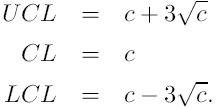 UCL = c + 3√c
CL = c
LCL = c − 3√c.